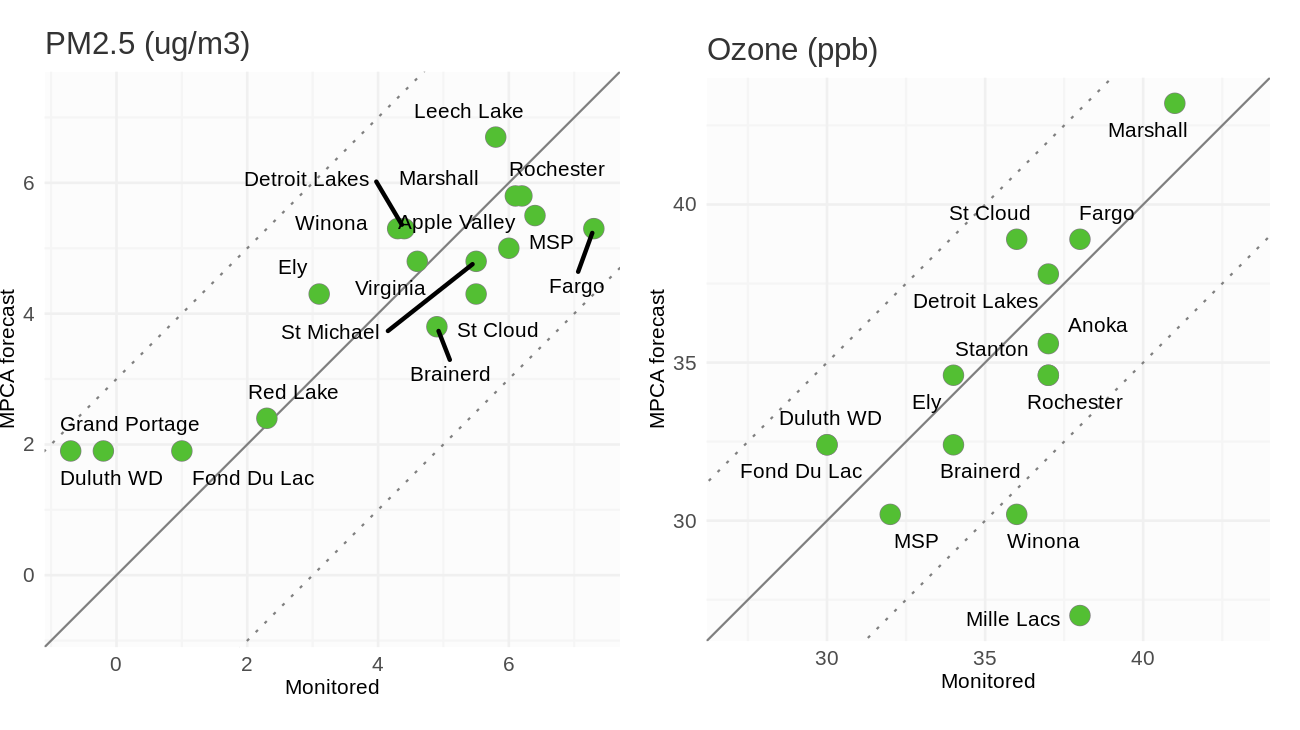 PM2.5 (ug/m3)
Leech Lake
Rochester
Detroit Lakes
Marshall
6
Winona
Apple Valley
MSP
Ely
Virginia
Fargo
4
St Michael
St Cloud
Brainerd
Red Lake
Grand Portage
2
Duluth WD
Fond Du Lac
0
MPCA forecast
0
2
4
6
Monitored
Ozone (ppb)
Marshall
40
St Cloud
Fargo
Detroit Lakes
Anoka
Stanton
35
Ely
Rochester
Duluth WD
Fond Du Lac
Brainerd
30
MSP
Winona
Mille Lacs
MPCA forecast
30
35
40
Monitored